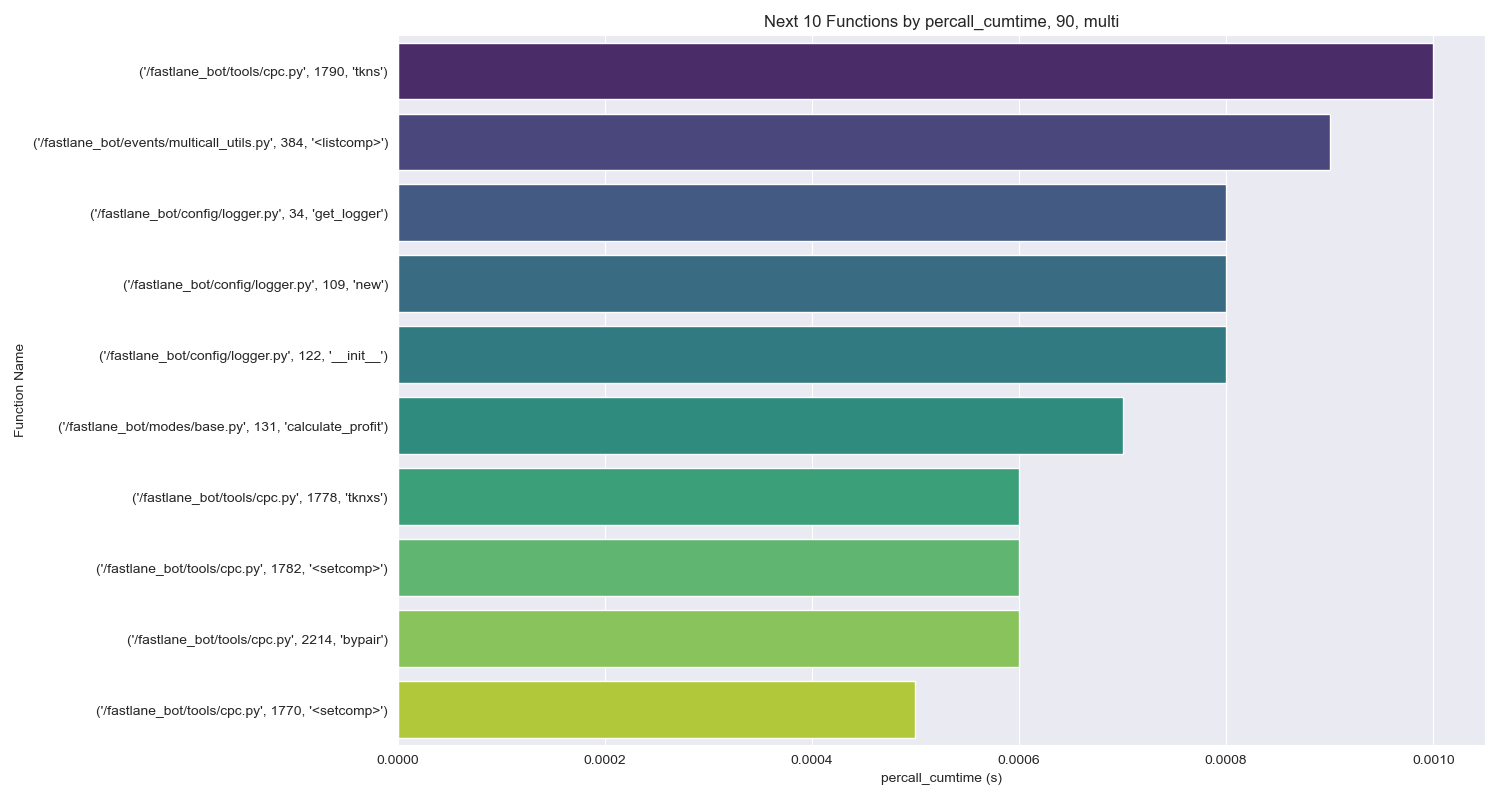 Next 10 Functions by percall_cumtime, 90, multi
('/fastlane_bot/tools/cpc.py', 1790, 'tkns')
('/fastlane_bot/events/multicall_utils.py', 384, '<listcomp>')
('/fastlane_bot/config/logger.py', 34, 'get_logger')
('/fastlane_bot/config/logger.py', 109, 'new')
('/fastlane_bot/config/logger.py', 122, '__init__')
('/fastlane_bot/modes/base.py', 131, 'calculate_profit')
('/fastlane_bot/tools/cpc.py', 1778, 'tknxs')
('/fastlane_bot/tools/cpc.py', 1782, '<setcomp>')
('/fastlane_bot/tools/cpc.py', 2214, 'bypair')
('/fastlane_bot/tools/cpc.py', 1770, '<setcomp>')
Function Name
0.0000 0.0002 0.0004 0.0006 0.0008 0.0010
percall_cumtime (s)